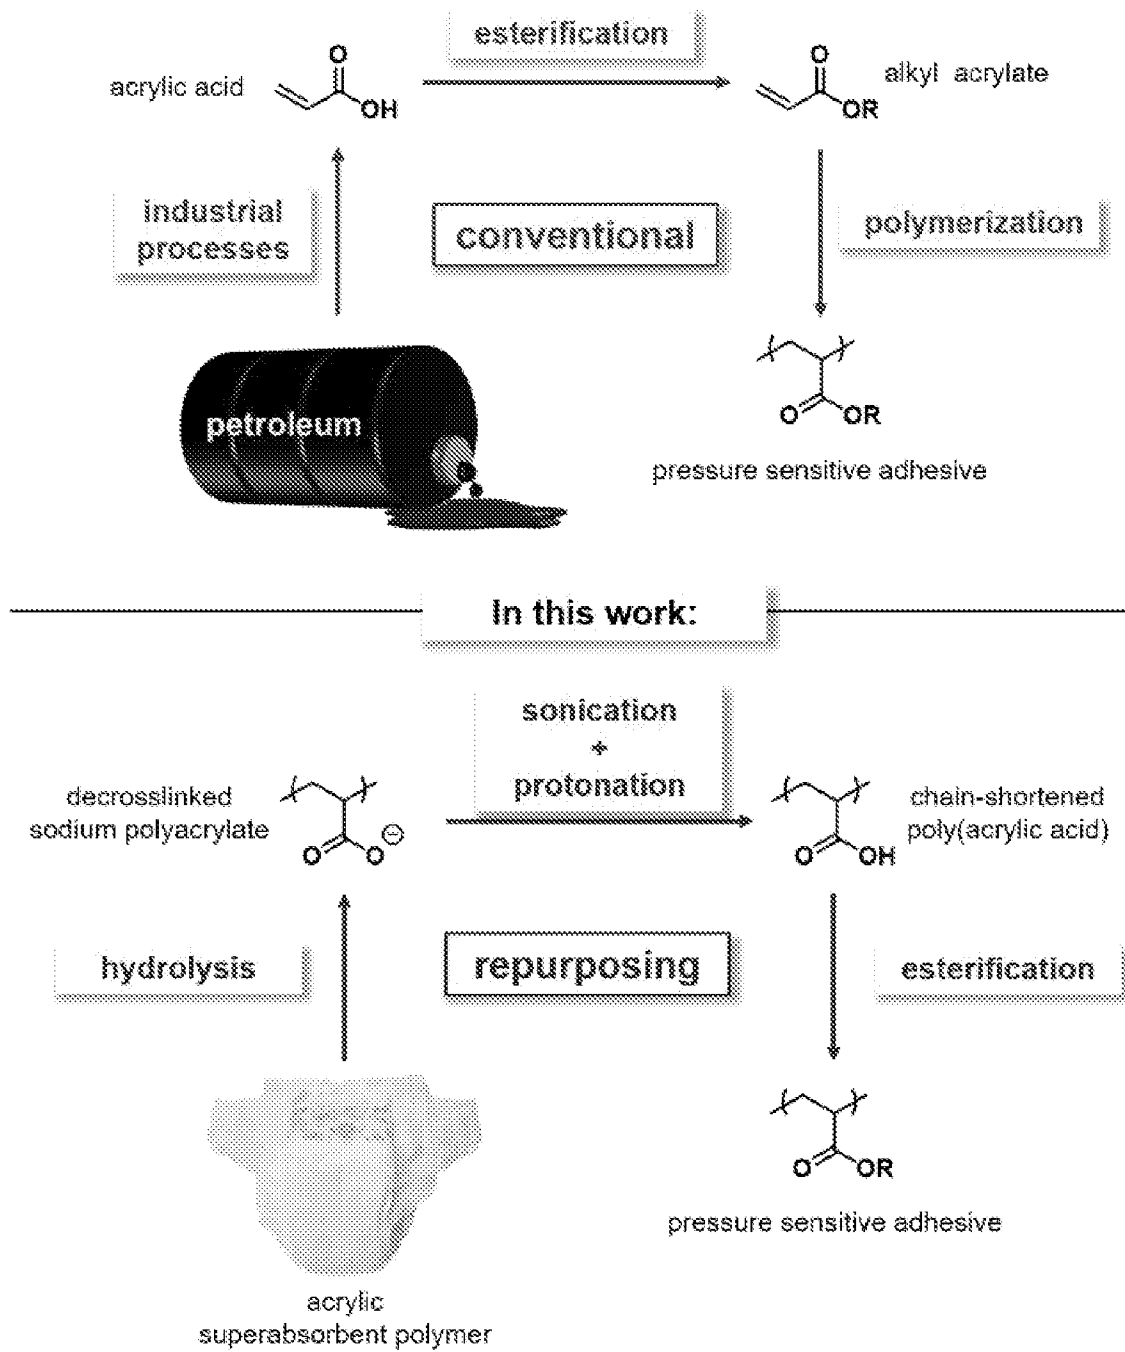 esterification
acrylic acid
O
OH
O
OR
alkyl acrylate
industrial
processes
conventional
polymerization
petroleum
O
OR
pressure sensitive adhesive
In this work:
sonication
+
protonation
decrosslinked
sodium polyacrylate
O
O
−
O
OH
chain-shortened
poly(acrylic acid)
hydrolysis
repurposing
esterification
O
OR
pressure sensitive adhesive
acrylic
superabsorbent polymer